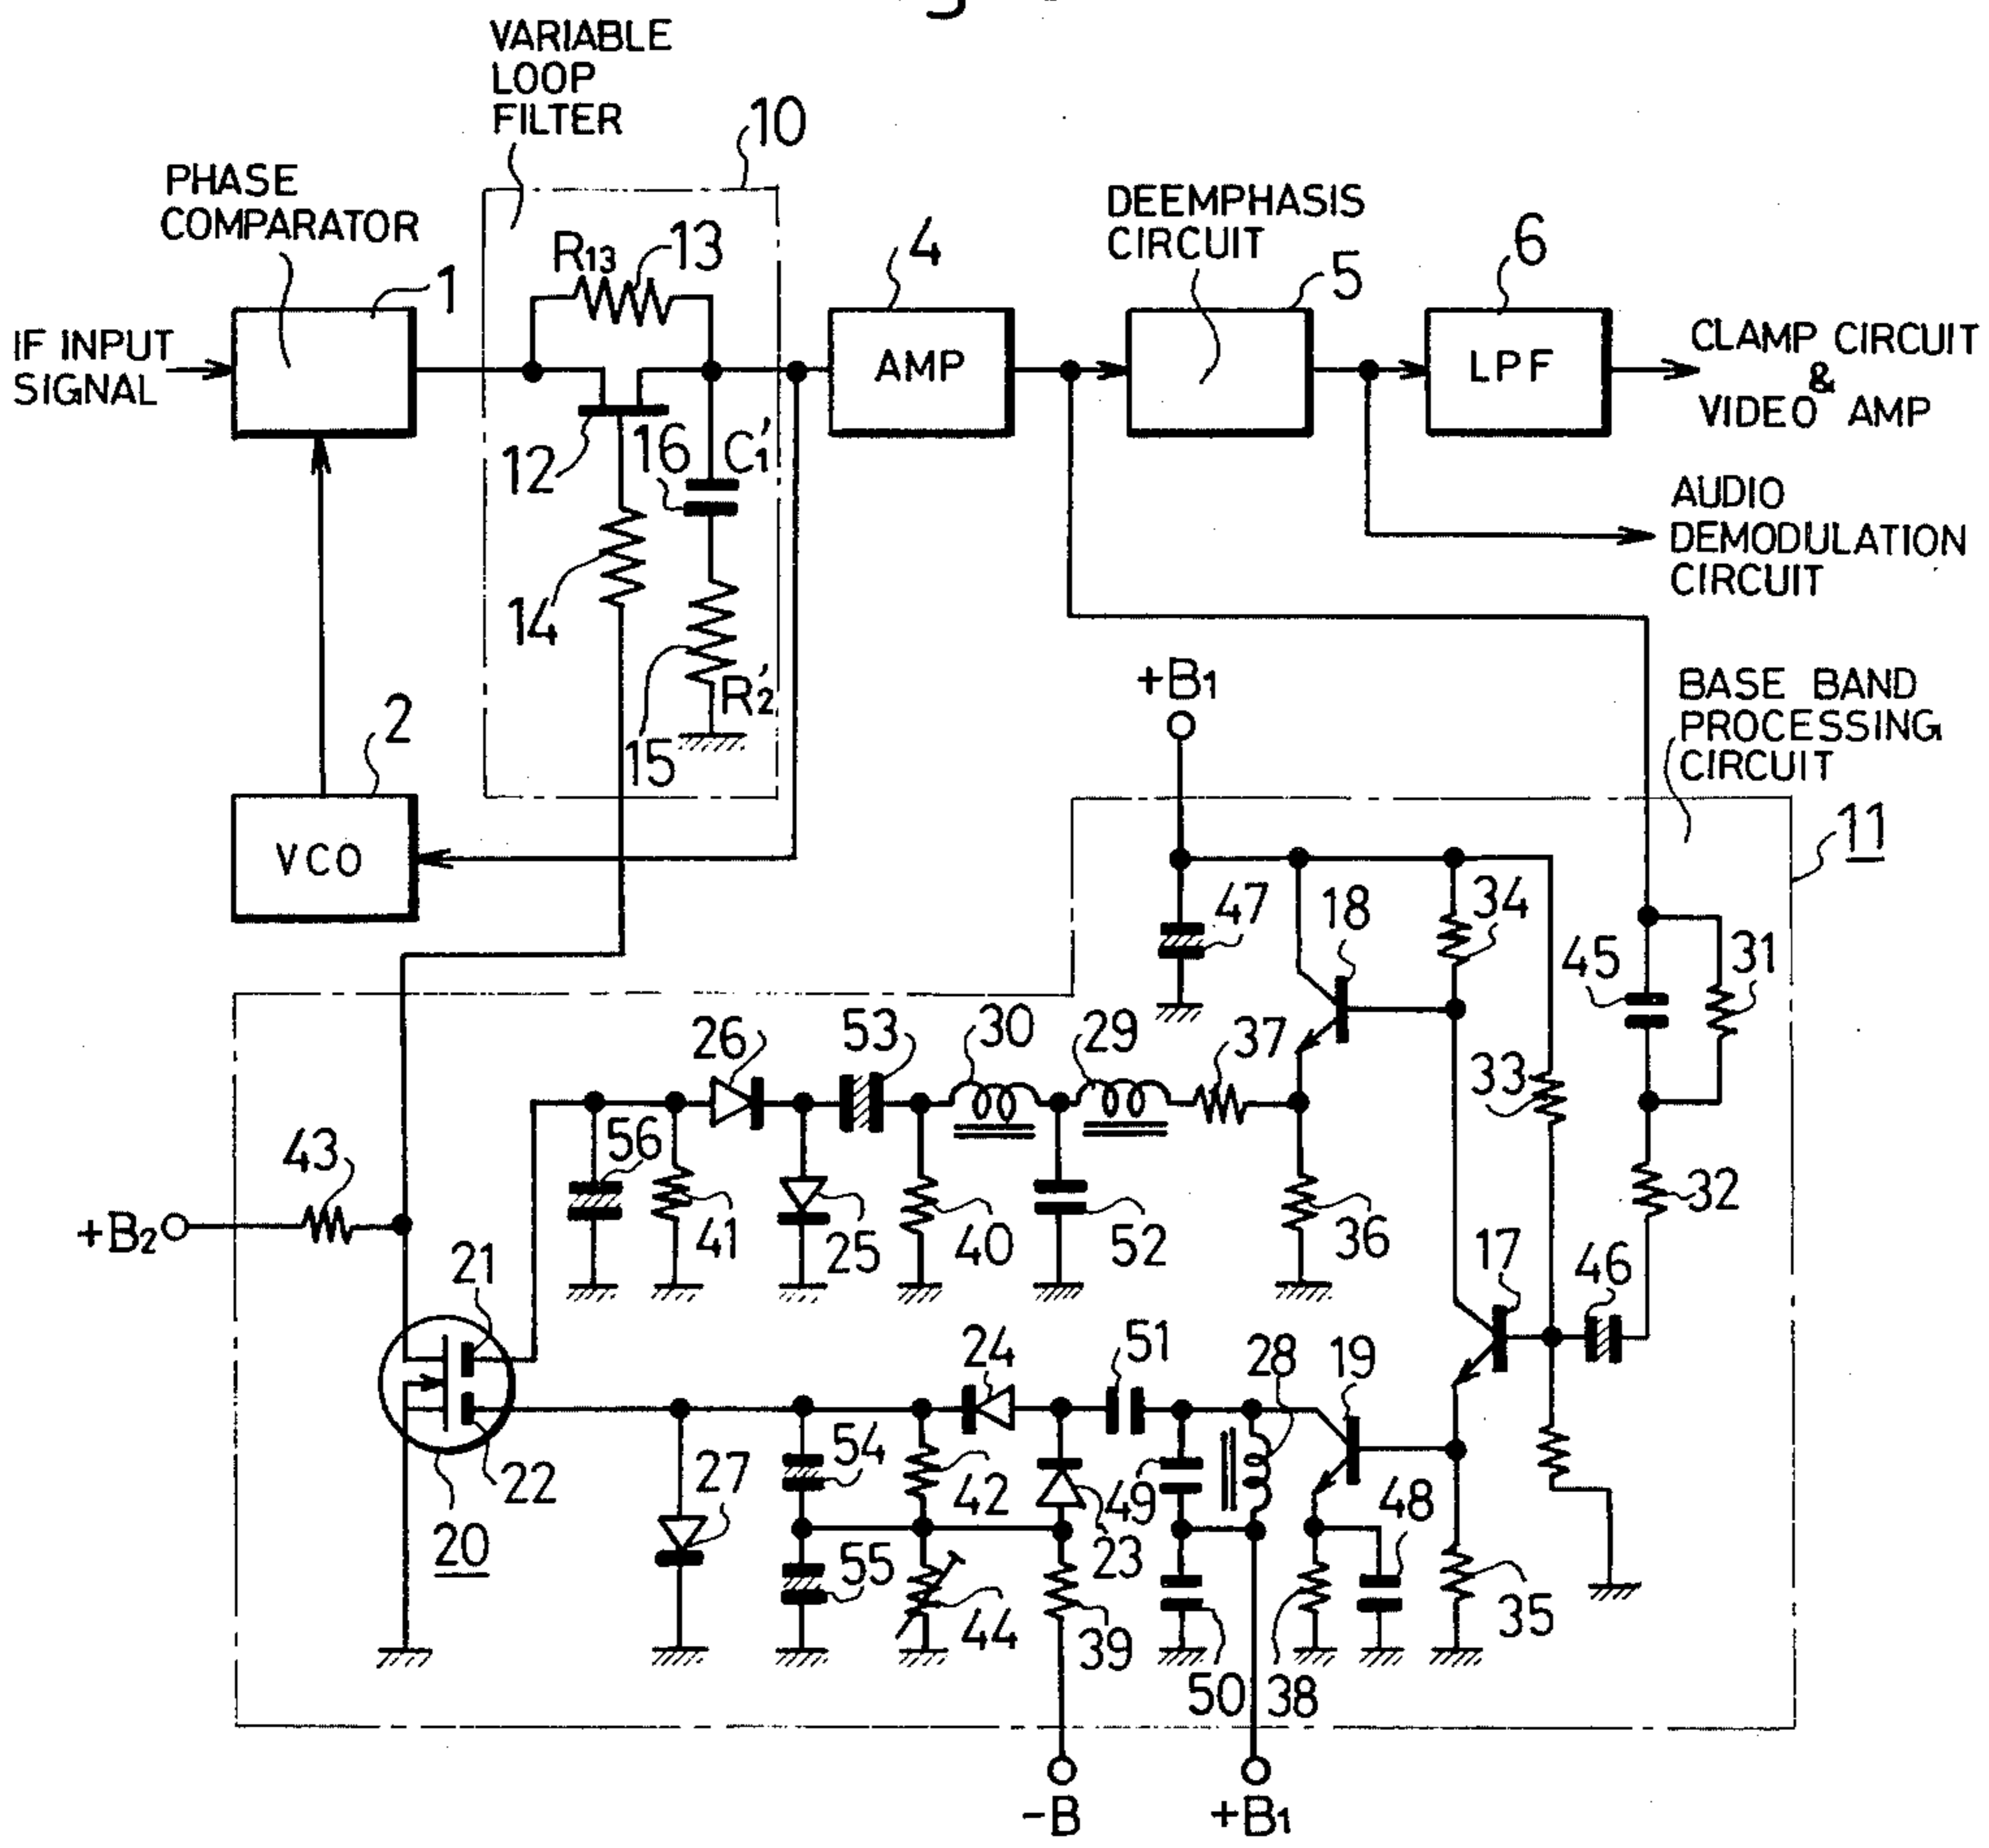 g
VARIABLE
LOOP
FILTER
10
PHASE
COMPARATOR
1
R13
13
4
DEEMPHASIS
CIRCUIT
5
6
IF INPUT
SIGNAL
AMP
LPF
CLAMP CIRCUIT
&
VIDEO AMP
12
16
C'1
14
AUDIO
DEMODULATION
CIRCUIT
15
R'2
2
VCO
+B1
BASE BAND
PROCESSING
CIRCUIT
11
47
18
34
45
31
26
53
30
29
37
33
43
56
41
25
40
52
36
32
+B2
21
17
46
24
51
28
19
22
20
27
54
42
49
23
48
55
44
39
50
38
35
-B
+B1